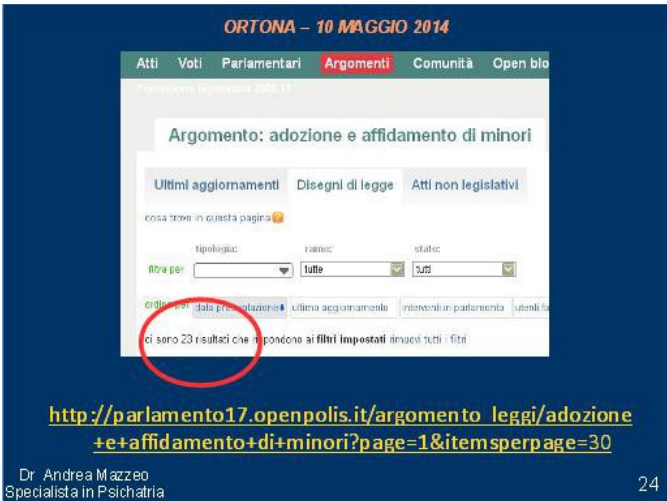 ORTONA – 10 MAGGIO 2014
Atti Voti Parlamentari Argomenti Comunità Open blo
Argomento: adozione e affidamento di minori
Ultimi aggiornamenti Disegni di legge Atti non legislativi
cosa trovo in questa pagina
tipologia: ramo: stato:
filtra per tutte tutti
ordina per data presentazione ultimo aggiornamento interventi in parlamento utenti fa
ci sono 23 risultati che rispondono ai filtri impostati rimuovi tutti i filtri
http://parlamento17.openpolis.it/argomento_leggi/adozione
+e+affidamento+di+minori?page=1&itemsperpage=30
Dr Andrea Mazzeo
Specialista in Psichatria
24